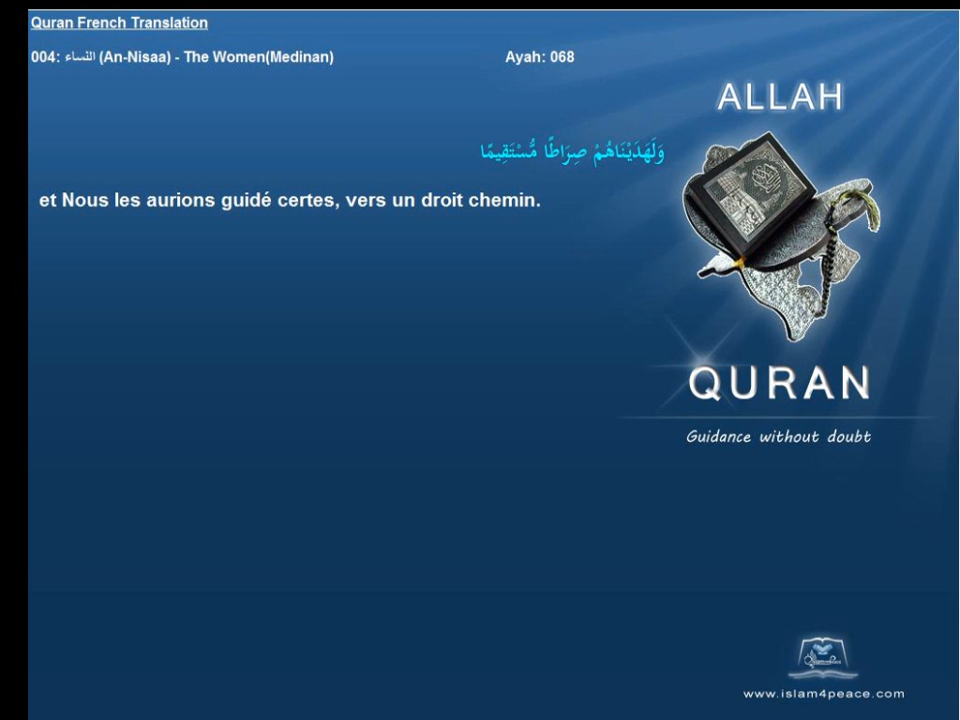 Quran French Translation
004: النساء (An-Nisaa) - The Women(Medinan) Ayah: 068
ALLAH
وَلَهَدَيْنَاهُمْ صِرَاطًا مُّسْتَقِيمًا
et Nous les aurions guidé certes, vers un droit chemin.
QURAN
Guidance without doubt
www.islam4peace.com